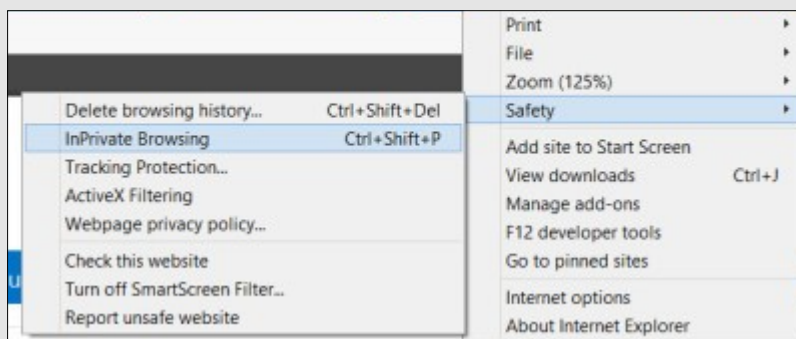 Print
File
Zoom (125%)
Safety
Add site to Start Screen
View downloads Ctrl+J
Manage add-ons
F12 developer tools
Go to pinned sites
Internet options
About Internet Explorer
Delete browsing history... Ctrl+Shift+Del
InPrivate Browsing Ctrl+Shift+P
Tracking Protection...
ActiveX Filtering
Webpage privacy policy...
Check this website
Turn off SmartScreen Filter...
Report unsafe website
u